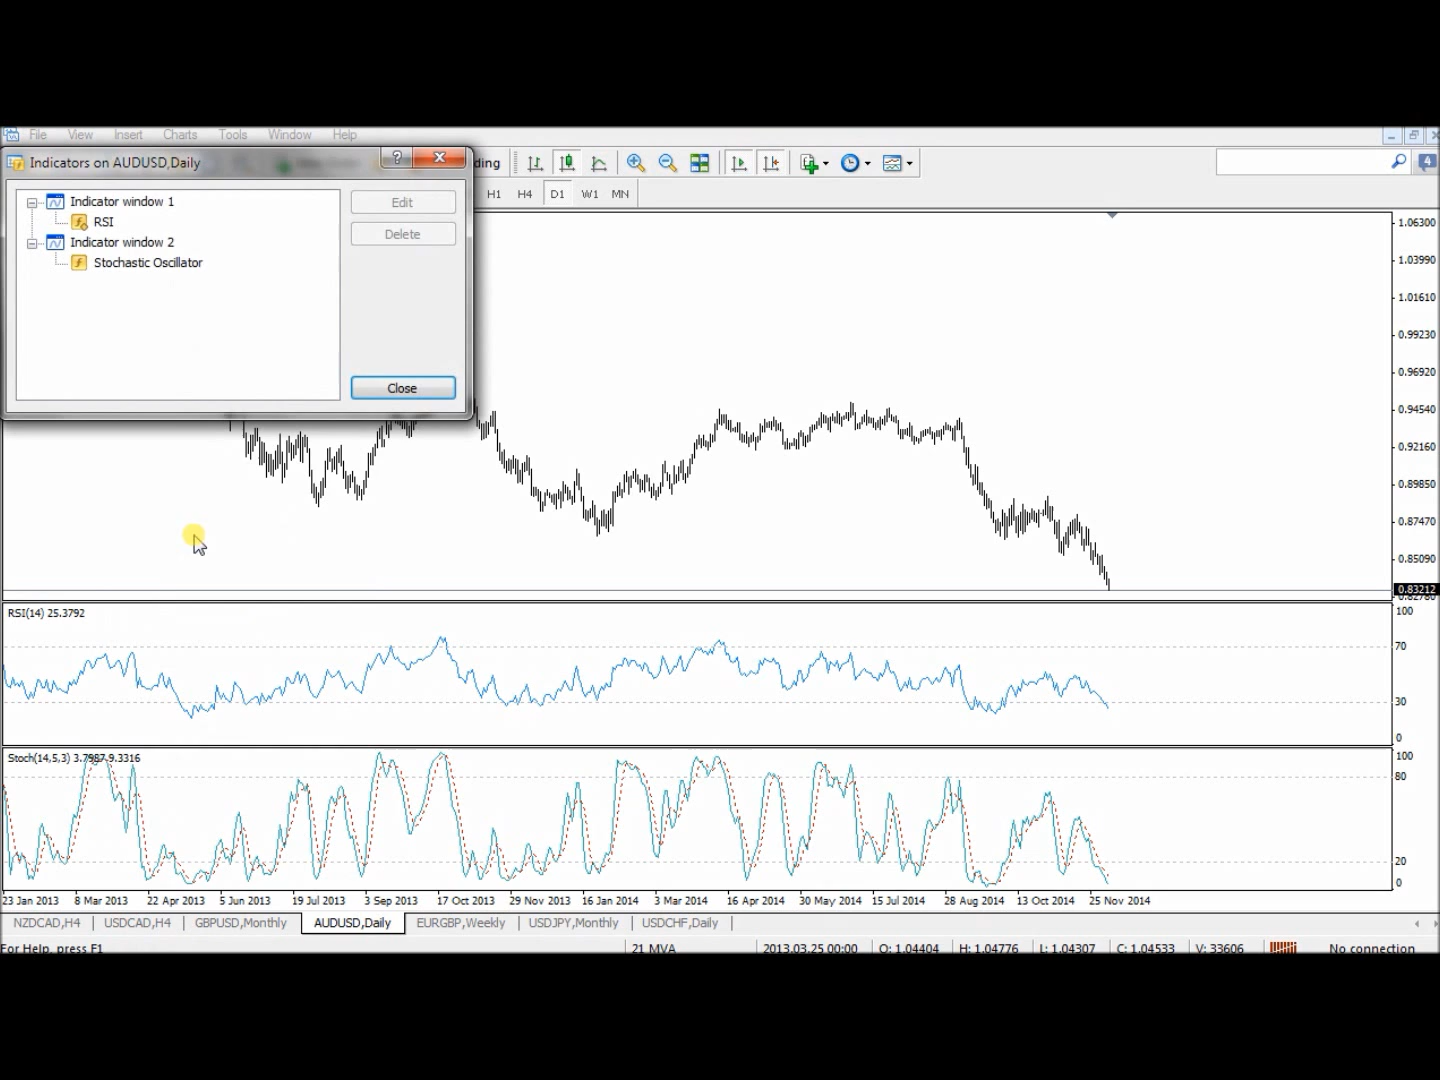 File View Insert Charts Tools Window Help
Indicators on AUDUSD,Daily
?
ding
4
H1 H4 D1 W1 MN
Indicator window 1
RSI
Indicator window 2
Stochastic Oscillator
Edit
Delete
Close
1.06300
1.03990
1.01610
0.99230
0.96920
0.94540
0.92160
0.89850
0.87470
0.85090
0.83212
0.82780
RSI(14) 25.3792
100
70
30
0
Stoch(14,5,3) 3.7987 9.3316
100
80
20
0
23 Jan 2013 8 Mar 2013 22 Apr 2013 5 Jun 2013 19 Jul 2013 3 Sep 2013 17 Oct 2013 29 Nov 2013 16 Jan 2014 3 Mar 2014 16 Apr 2014 30 May 2014 15 Jul 2014 28 Aug 2014 13 Oct 2014 25 Nov 2014
NZDCAD,H4 USDCAD,H4 GBPUSD,Monthly AUDUSD,Daily EURGBP,Weekly USDJPY,Monthly USDCHF,Daily
For Help, press F1 21 MVA 2013.03.25 00:00 O: 1.04404 H: 1.04776 L: 1.04307 C: 1.04533 V: 33606 No connection